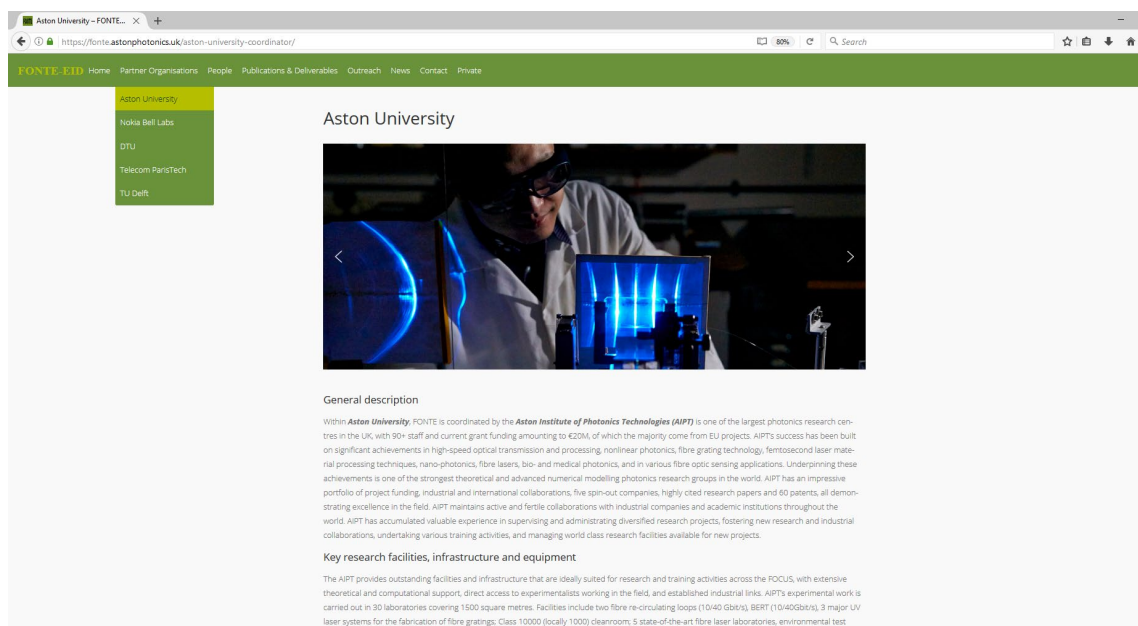 Aston University – FONTE...
https://fonte.astonphotonics.uk/aston-university-coordinator/
80%
Search
FONTE-EID Home Partner Organisations People Publications & Deliverables Outreach News Contact Private
Aston University
Nokia Bell Labs
DTU
Telecom ParisTech
TU Delft
Aston University
General description
Within Aston University, FONTE is coordinated by the Aston Institute of Photonics Technologies (AIPT) is one of the largest photonics research cen-
tres in the UK, with 90+ staff and current grant funding amounting to €20M, of which the majority come from EU projects. AIPT's success has been built
on significant achievements in high-speed optical transmission and processing, nonlinear photonics, fibre grating technology, femtosecond laser mate-
rial processing techniques, nano-photonics, fibre lasers, bio- and medical photonics, and in various fibre optic sensing applications. Underpinning these
achievements is one of the strongest theoretical and advanced numerical modelling photonics research groups in the world. AIPT has an impressive
portfolio of project funding, industrial and international collaborations, five spin-out companies, highly cited research papers and 60 patents, all demon-
strating excellence in the field. AIPT maintains active and fertile collaborations with industrial companies and academic institutions throughout the
world. AIPT has accumulated valuable experience in supervising and administrating diversified research projects, fostering new research and industrial
collaborations, undertaking various training activities, and managing world class research facilities available for new projects.
Key research facilities, infrastructure and equipment
The AIPT provides outstanding facilities and infrastructure that are ideally suited for research and training activities across the FOCUS, with extensive
theoretical and computational support, direct access to experimentalists working in the field, and established industrial links. AIPT's experimental work is
carried out in 30 laboratories covering 1500 square metres. Facilities include two fibre re-circulating loops (10/40 Gbit/s), BERT (10/40Gbit/s), 3 major UV
laser systems for the fabrication of fibre gratings; Class 10000 (locally 1000) cleanroom; 5 state-of-the-art fibre laser laboratories, environmental test